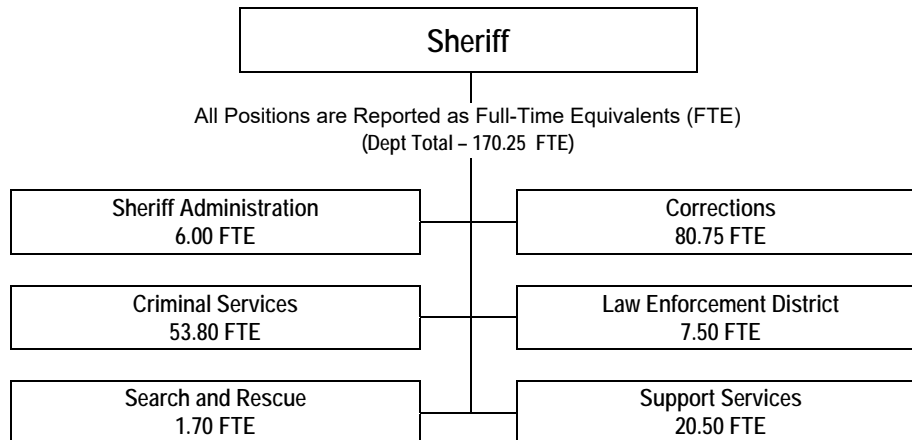 Sheriff
All Positions are Reported as Full-Time Equivalents (FTE)
(Dept Total – 170.25 FTE)
Sheriff Administration
6.00 FTE
Corrections
80.75 FTE
Criminal Services
53.80 FTE
Law Enforcement District
7.50 FTE
Search and Rescue
1.70 FTE
Support Services
20.50 FTE